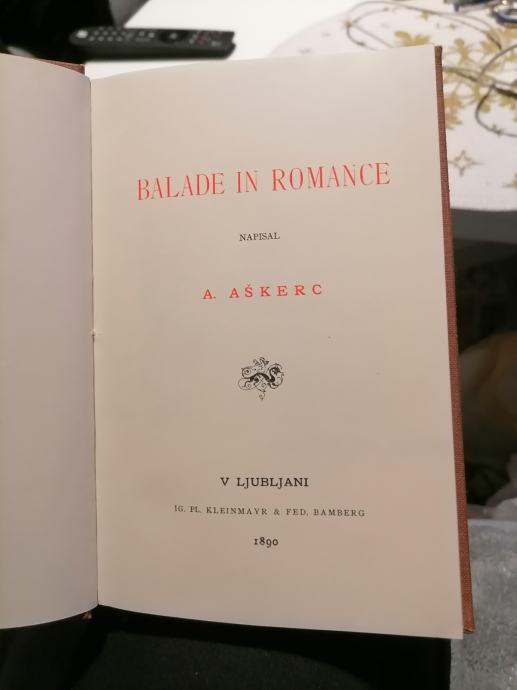 BALADE IN ROMANCE
NAPISAL
A. AŠKERC
V LJUBLJANI
IG. PL. KLEINMAYR & FED. BAMBERG
1890